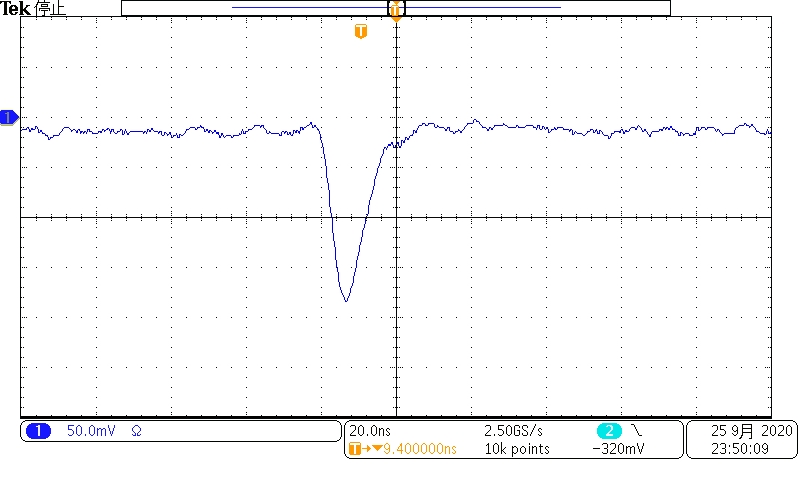 Tek 停止
T
T
1
1 50.0mV Ω
20.0ns 2.50GS/s 2
T→▼9.400000ns 10k points −320mV
25 9月 2020
23:50:09